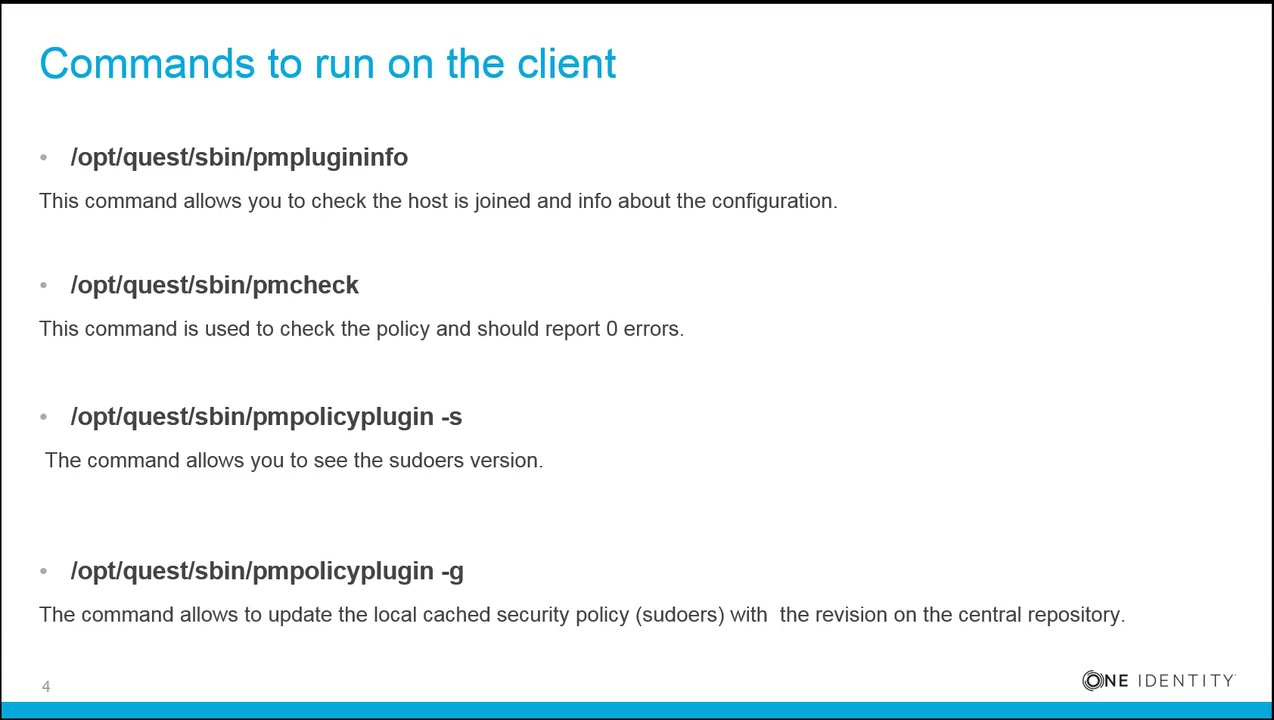 Commands to run on the client
• /opt/quest/sbin/pmplugininfo
This command allows you to check the host is joined and info about the configuration.
• /opt/quest/sbin/pmcheck
This command is used to check the policy and should report 0 errors.
• /opt/quest/sbin/pmpolicyplugin -s
The command allows you to see the sudoers version.
• /opt/quest/sbin/pmpolicyplugin -g
The command allows to update the local cached security policy (sudoers) with  the revision on the central repository.
4
ONE IDENTITY